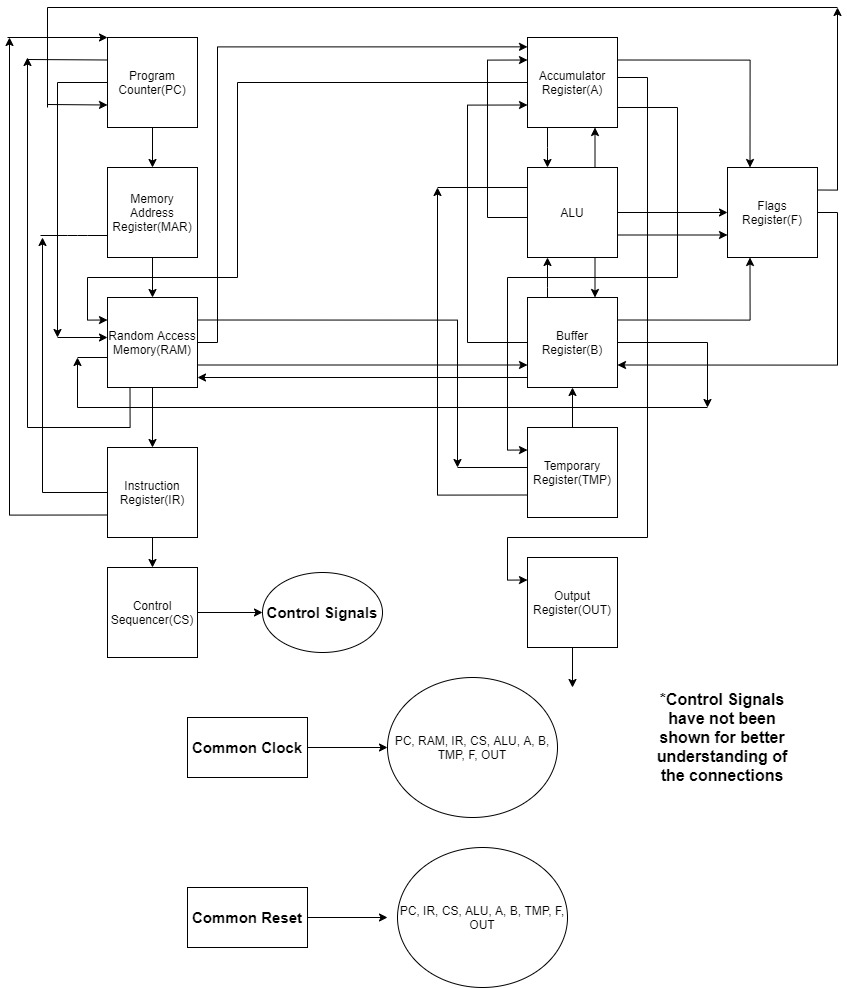 Program
Counter(PC)
Accumulator
Register(A)
Memory
Address
Register(MAR)
ALU
Flags
Register(F)
Random Access
Memory(RAM)
Buffer
Register(B)
Instruction
Register(IR)
Temporary
Register(TMP)
Control
Sequencer(CS)
Control Signals
Output
Register(OUT)
*Control Signals
have not been
shown for better
understanding of
the connections
Common Clock
PC, RAM, IR, CS, ALU, A, B,
TMP, F, OUT
Common Reset
PC, IR, CS, ALU, A, B, TMP, F,
OUT